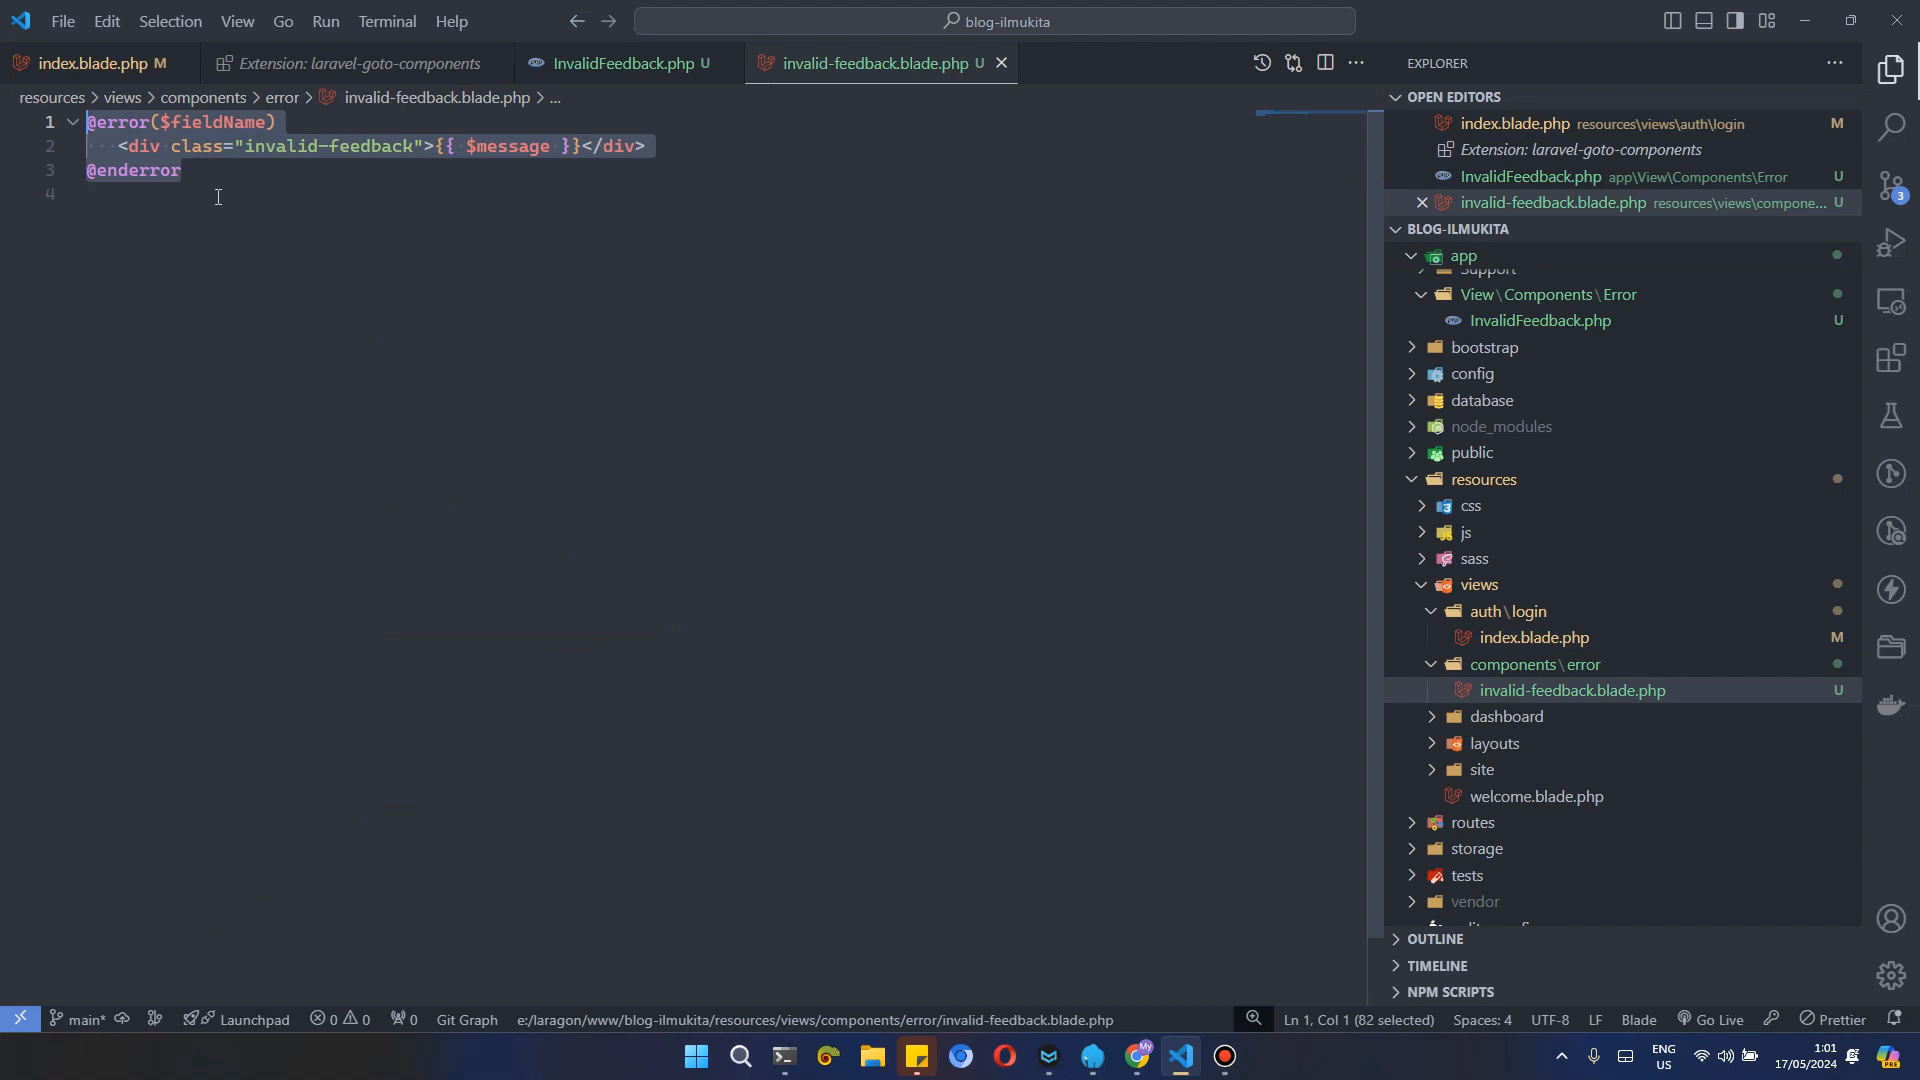 File Edit Selection View Go Run Terminal Help
blog-ilmukita
index.blade.php M
Extension: laravel-goto-components
InvalidFeedback.php U
invalid-feedback.blade.php U
resources > views > components > error > invalid-feedback.blade.php > ...
1 @error($fieldName)
2 ····<div·class="invalid-feedback">{{·$message·}}</div>
3 @enderror
4
EXPLORER
OPEN EDITORS
index.blade.php resources\views\auth\login M
Extension: laravel-goto-components
InvalidFeedback.php app\View\Components\Error U
invalid-feedback.blade.php resources\views\compone... U
BLOG-ILMUKITA
app
Support
View\Components\Error
InvalidFeedback.php U
bootstrap
config
database
node_modules
public
resources
css
js
sass
views
auth\login
index.blade.php M
components\error
invalid-feedback.blade.php U
dashboard
layouts
site
welcome.blade.php
routes
storage
tests
vendor
OUTLINE
TIMELINE
NPM SCRIPTS
3
main* Launchpad 0 0 0 Git Graph e:/laragon/www/blog-ilmukita/resources/views/components/error/invalid-feedback.blade.php Ln 1, Col 1 (82 selected) Spaces: 4 UTF-8 LF Blade Go Live Prettier
My
ENG
US
1:01
17/05/2024
PRE